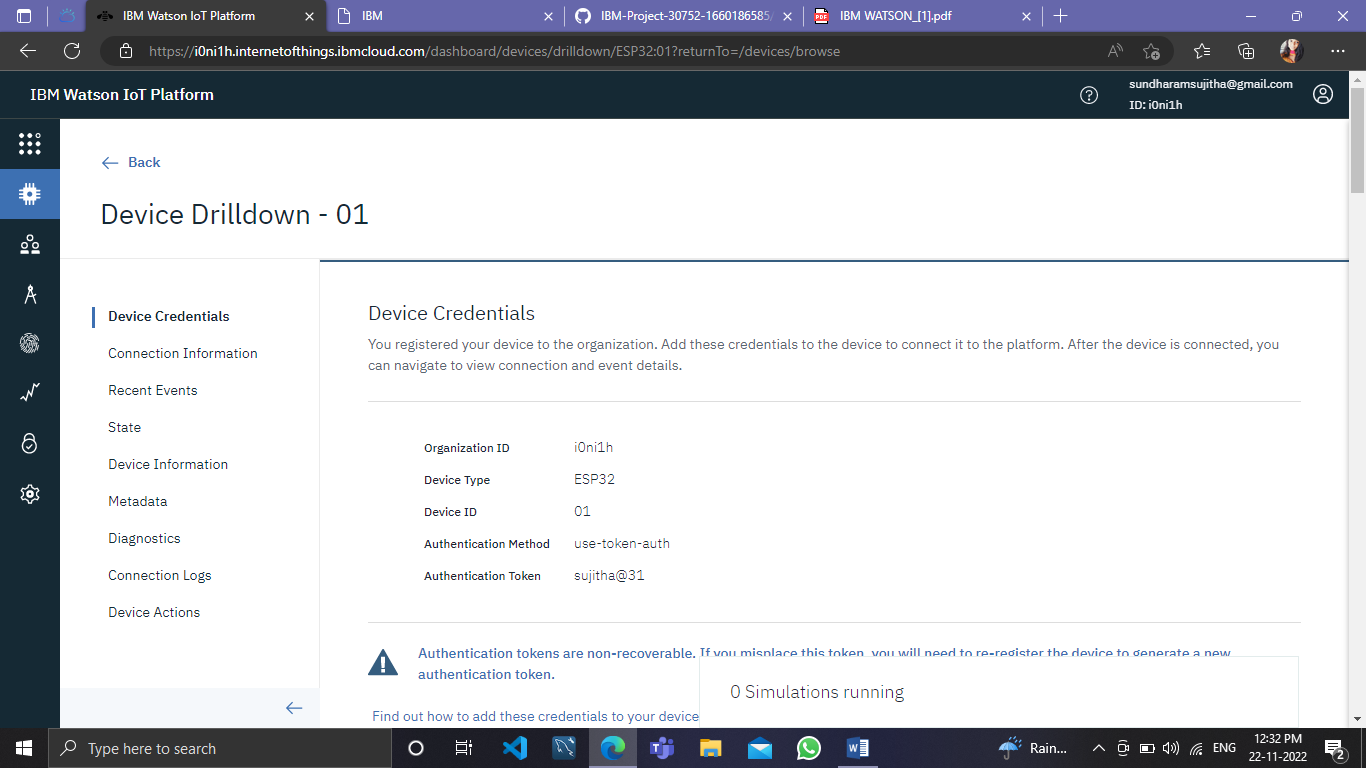 IBM Watson IoT Platform
IBM
IBM-Project-30752-1660186585/
IBM WATSON_[1].pdf
https://i0ni1h.internetofthings.ibmcloud.com/dashboard/devices/drilldown/ESP32:01?returnTo=/devices/browse
IBM Watson IoT Platform
sundharamsujitha@gmail.com
ID: i0ni1h
Back
Device Drilldown - 01
Device Credentials
Connection Information
Recent Events
State
Device Information
Metadata
Diagnostics
Connection Logs
Device Actions
Device Credentials
You registered your device to the organization. Add these credentials to the device to connect it to the platform. After the device is connected, you
can navigate to view connection and event details.
Organization ID i0ni1h
Device Type ESP32
Device ID 01
Authentication Method use-token-auth
Authentication Token sujitha@31
Authentication tokens are non-recoverable. If you misplace this token, you will need to re-register the device to generate a new
authentication token.
0 Simulations running
Find out how to add these credentials to your device
Type here to search
Rain...
ENG
12:32 PM
22-11-2022
2